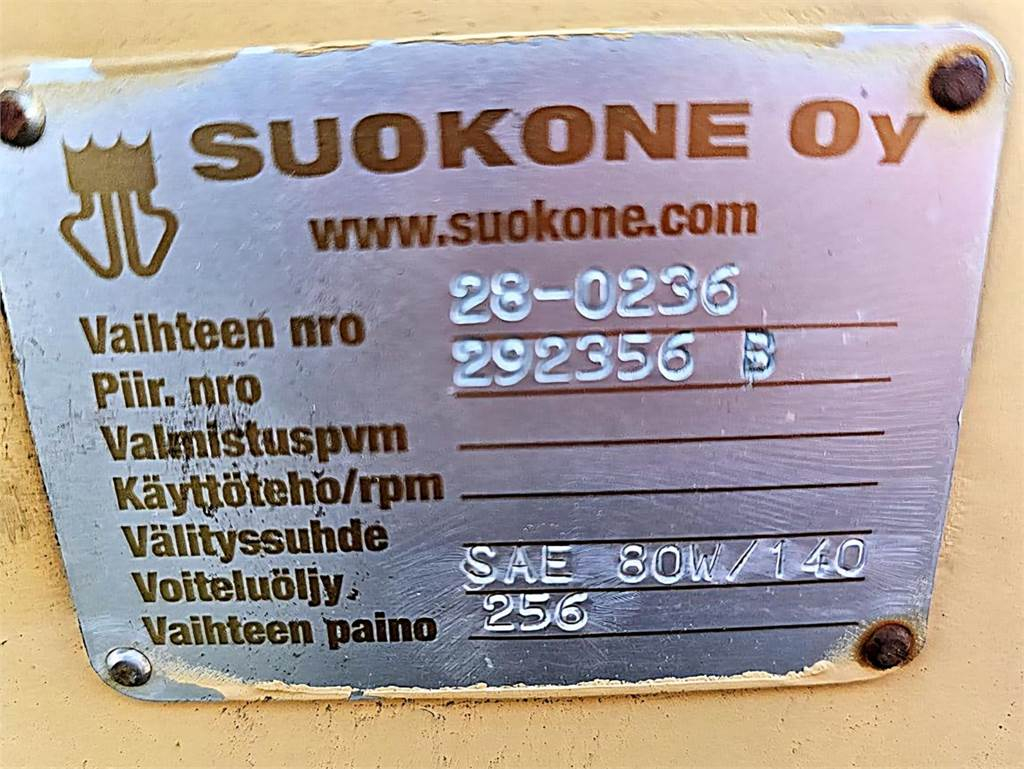 SUOKONE Oy
www.suokone.com
Vaihteen nro 28-0236
Piir. nro 292356 B
Valmistuspvm
Käyttöteho/rpm
Välityssuhde
Voiteluöljy SAE 80W/140
Vaihteen paino 256